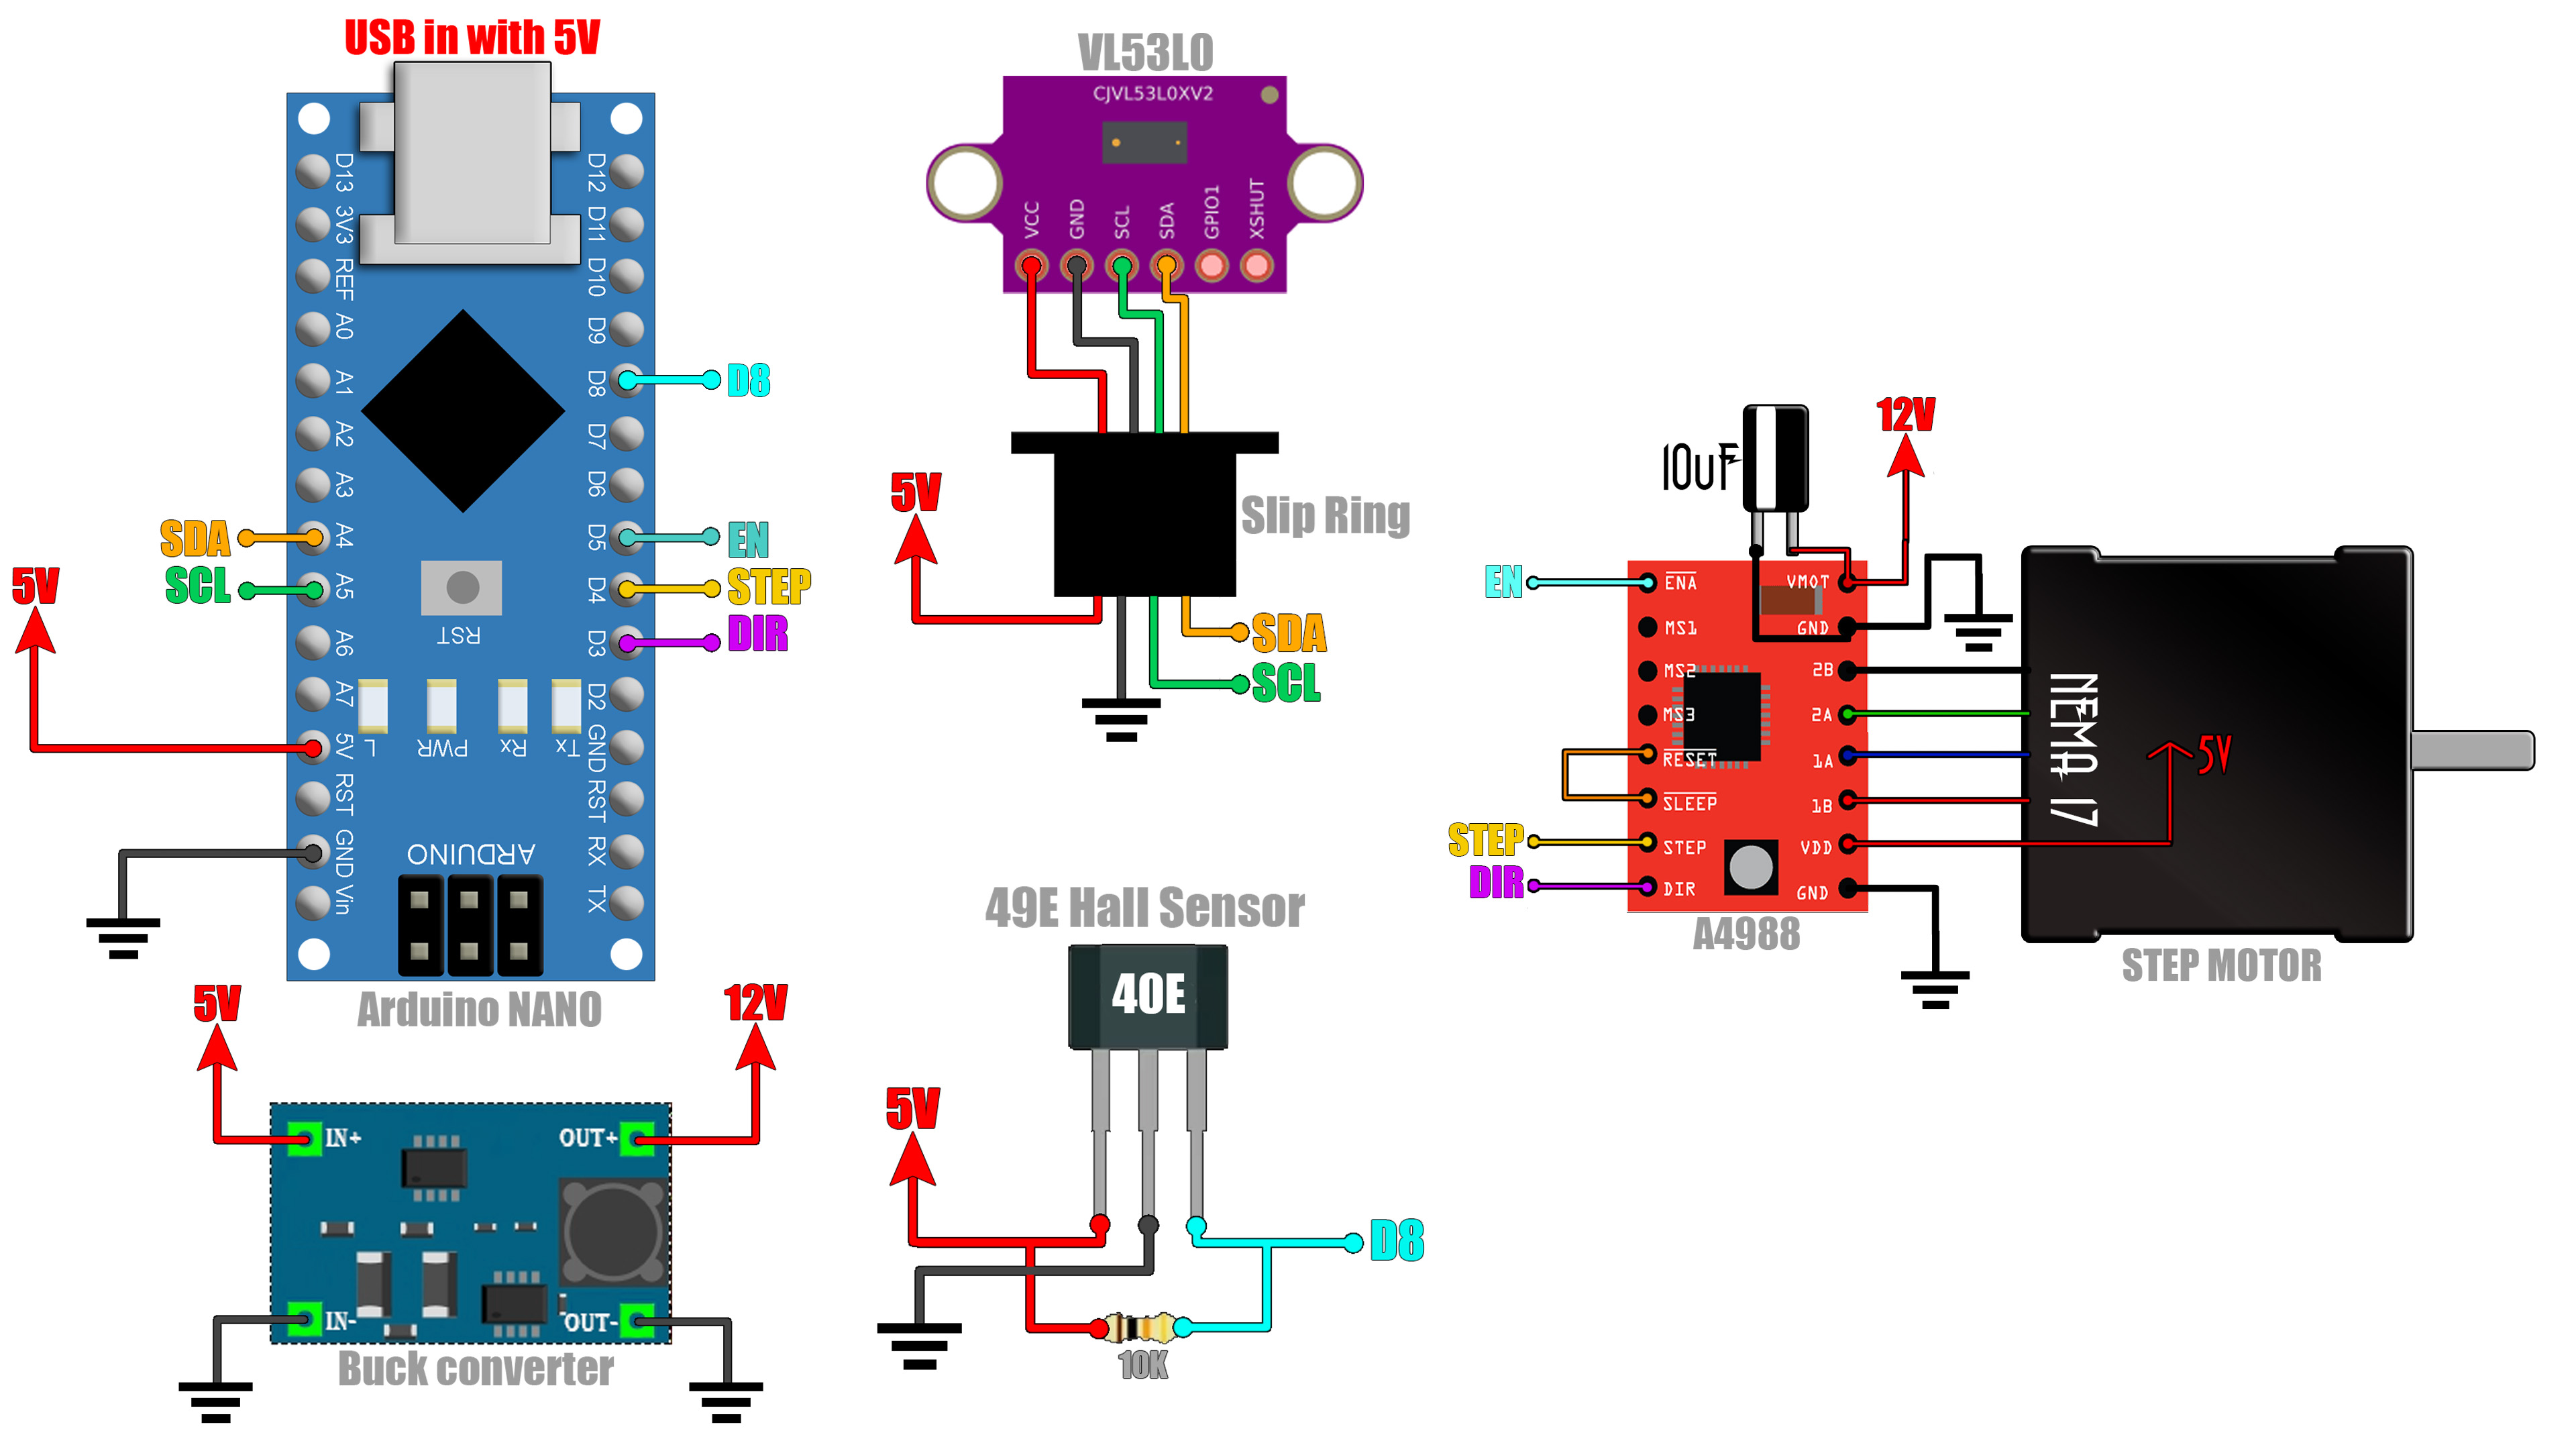 USB in with 5V
D13
3V3
REF
A0
A1
A2
A3
A4
A5
A6
A7
5V
RST
GND
Vin
D12
D11
D10
D9
D8
D7
D6
D5
D4
D3
D2
GND
RST
RX
TX
SDA
SCL
5V
D8
EN
STEP
DIR
RST
L
PWR
Rx
Tx
ARDUINO
Arduino NANO
5V
12V
IN+
OUT+
IN-
OUT-
Buck converter
VL53L0
CJVL53L0XV2
VCC
GND
SCL
SDA
GPIO1
XSHUT
5V
Slip Ring
SDA
SCL
49E Hall Sensor
40E
5V
D8
10K
10uF
12V
EN
ENA
MS1
MS2
MS3
RESET
SLEEP
STEP
STEP
DIR
DIR
VMOT
GND
2B
2A
1A
1B
VDD
GND
A4988
NEMA 17
5V
STEP MOTOR